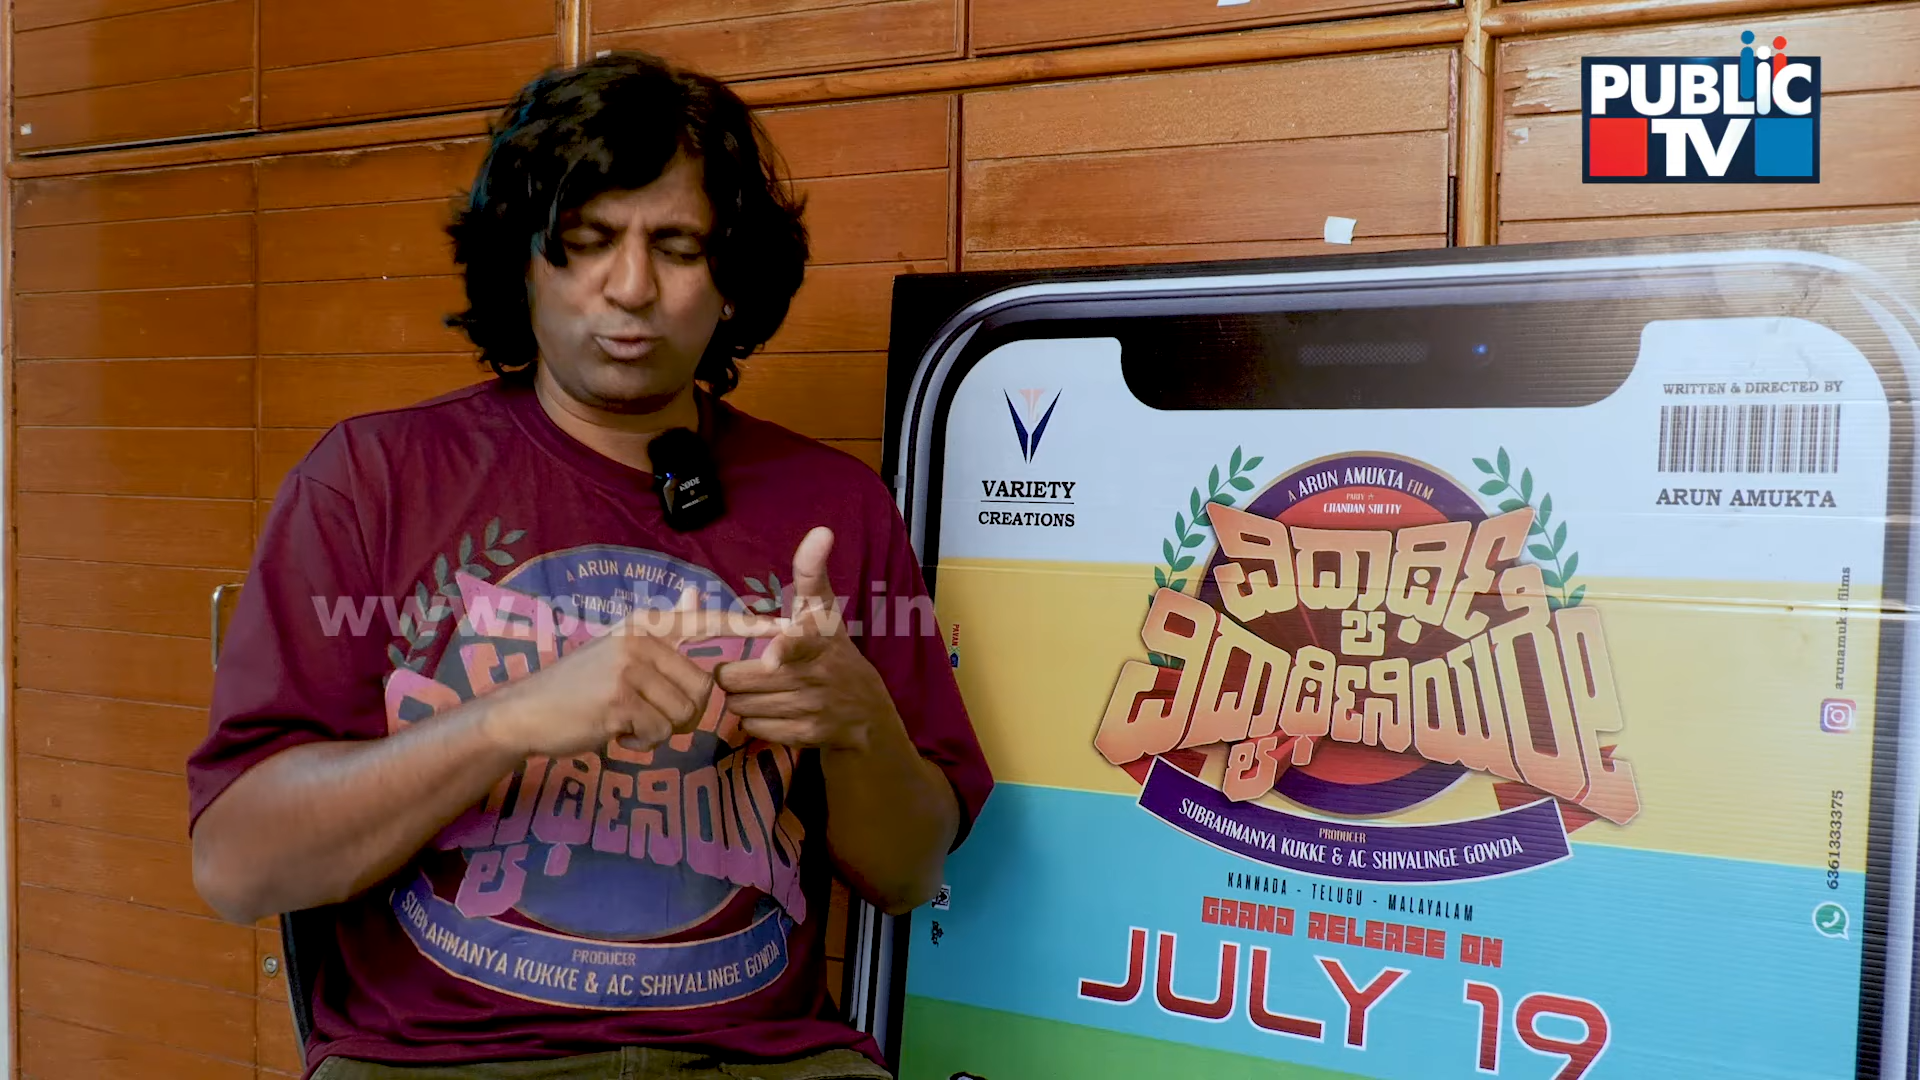 PUBLIC
TV
WRITTEN & DIRECTED BY
ARUN AMUKTA
VARIETY
CREATIONS
A ARUN AMUKTA FILM
PARTY ☆
CHANDAN SHETTY
ವಿದ್ಯಾರ್ಥಿ
ವಿದ್ಯಾರ್ಥಿನಿಯರೇ
PRODUCER
SUBRAHMANYA KUKKE & AC SHIVALINGE GOWDA
KANNADA - TELUGU - MALAYALAM
GRAND RELEASE ON
JULY 19
arunamukta films
6361333375
www.publictv.in
A ARUN AMUKTA
CHANDAN
PRODUCER
SUBRAHMANYA KUKKE & AC SHIVALINGE GOWDA